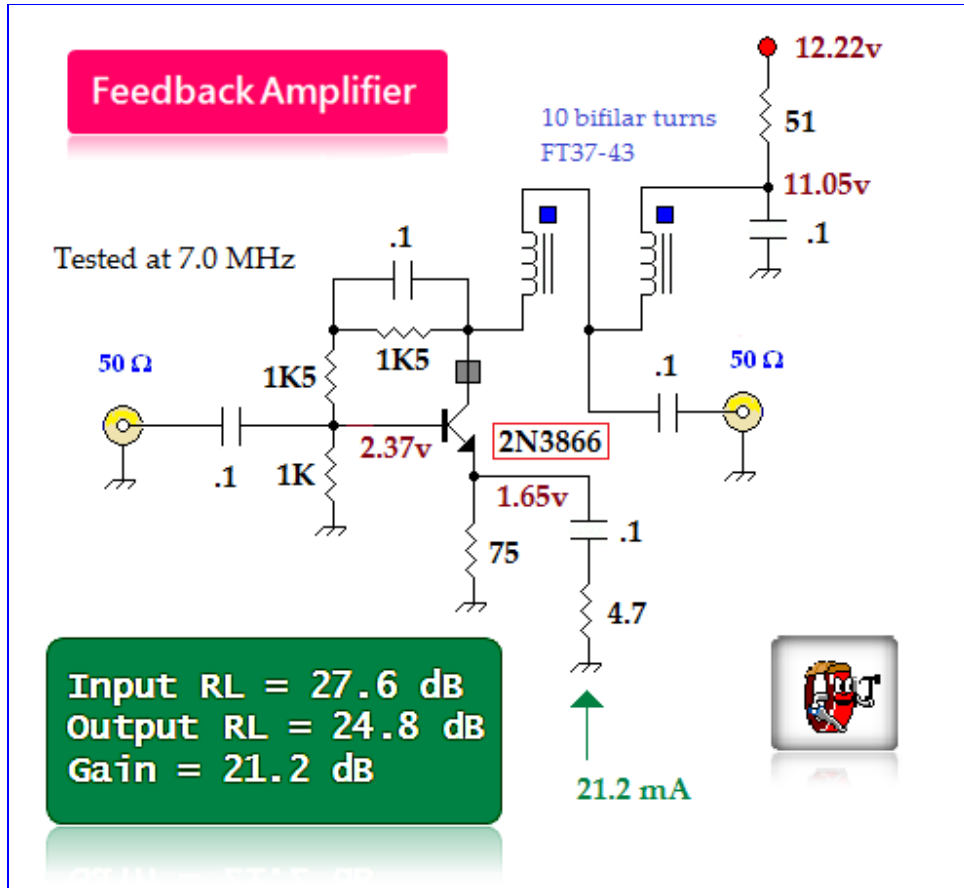 Feedback Amplifier
12.22v
10 bifilar turns
FT37-43
51
11.05v
.1
Tested at 7.0 MHz
.1
1K5
50 Ω
1K5
.1
50 Ω
2.37v
2N3866
.1
1K
1.65v
.1
75
4.7
Input RL = 27.6 dB
Output RL = 24.8 dB
Gain = 21.2 dB
21.2 mA